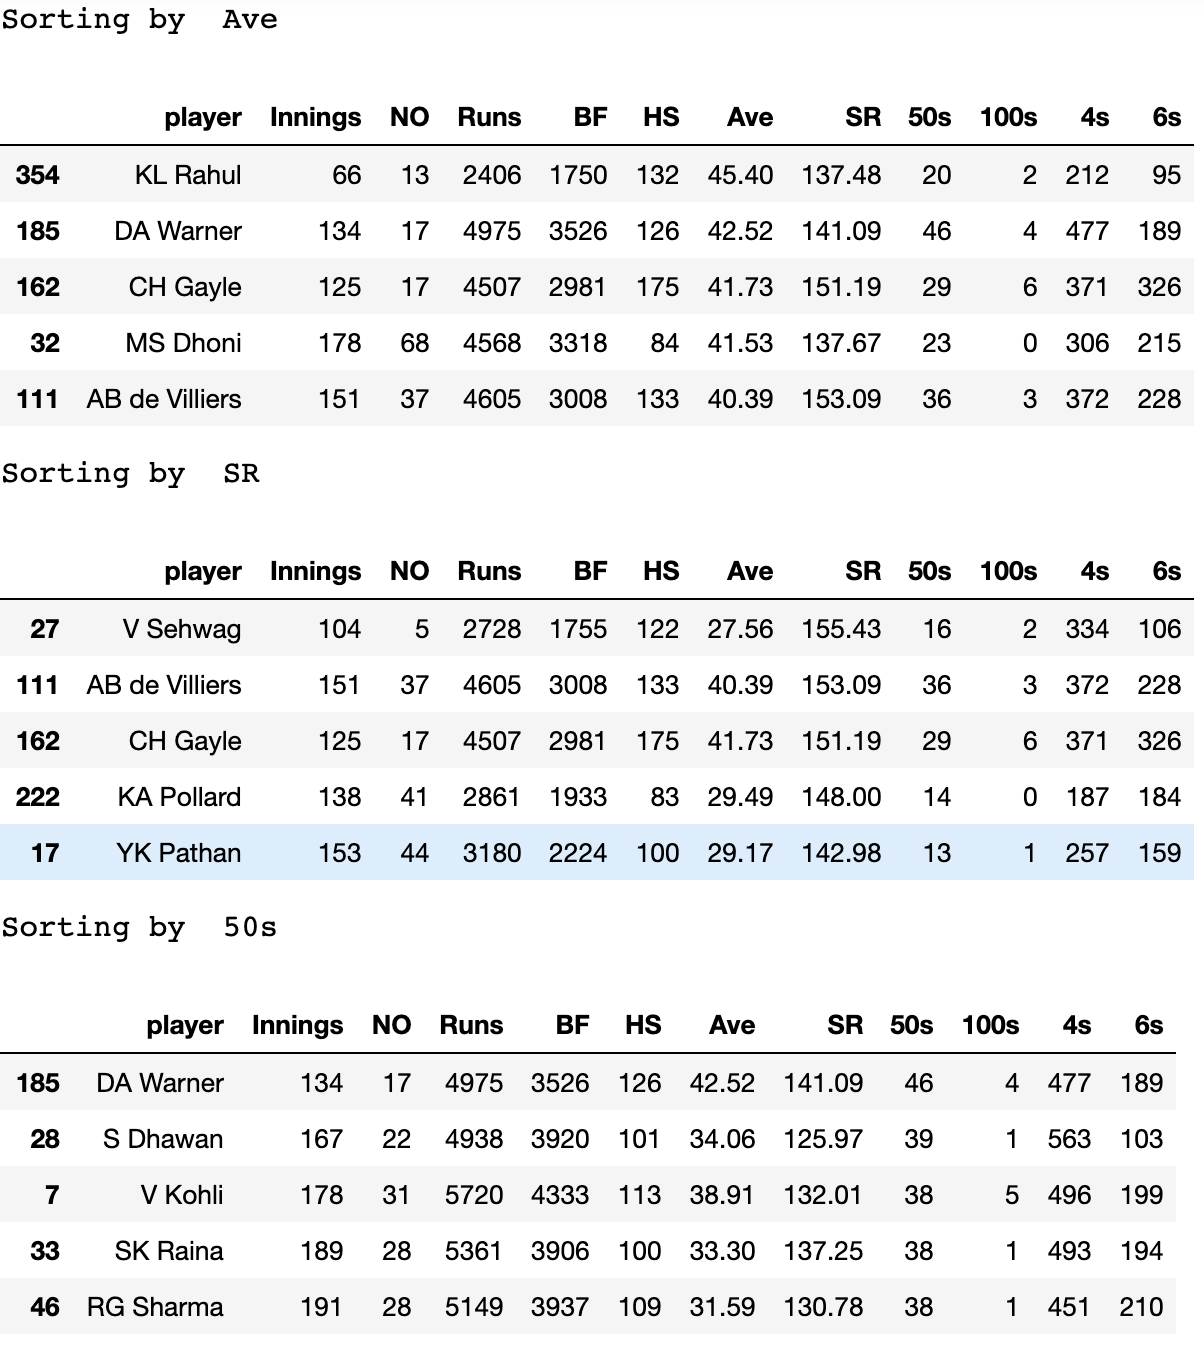 Sorting by  Ave
player Innings NO Runs BF HS Ave SR 50s 100s 4s 6s
354 KL Rahul 66 13 2406 1750 132 45.40 137.48 20 2 212 95
185 DA Warner 134 17 4975 3526 126 42.52 141.09 46 4 477 189
162 CH Gayle 125 17 4507 2981 175 41.73 151.19 29 6 371 326
32 MS Dhoni 178 68 4568 3318 84 41.53 137.67 23 0 306 215
111 AB de Villiers 151 37 4605 3008 133 40.39 153.09 36 3 372 228
Sorting by  SR
player Innings NO Runs BF HS Ave SR 50s 100s 4s 6s
27 V Sehwag 104 5 2728 1755 122 27.56 155.43 16 2 334 106
111 AB de Villiers 151 37 4605 3008 133 40.39 153.09 36 3 372 228
162 CH Gayle 125 17 4507 2981 175 41.73 151.19 29 6 371 326
222 KA Pollard 138 41 2861 1933 83 29.49 148.00 14 0 187 184
17 YK Pathan 153 44 3180 2224 100 29.17 142.98 13 1 257 159
Sorting by  50s
player Innings NO Runs BF HS Ave SR 50s 100s 4s 6s
185 DA Warner 134 17 4975 3526 126 42.52 141.09 46 4 477 189
28 S Dhawan 167 22 4938 3920 101 34.06 125.97 39 1 563 103
7 V Kohli 178 31 5720 4333 113 38.91 132.01 38 5 496 199
33 SK Raina 189 28 5361 3906 100 33.30 137.25 38 1 493 194
46 RG Sharma 191 28 5149 3937 109 31.59 130.78 38 1 451 210